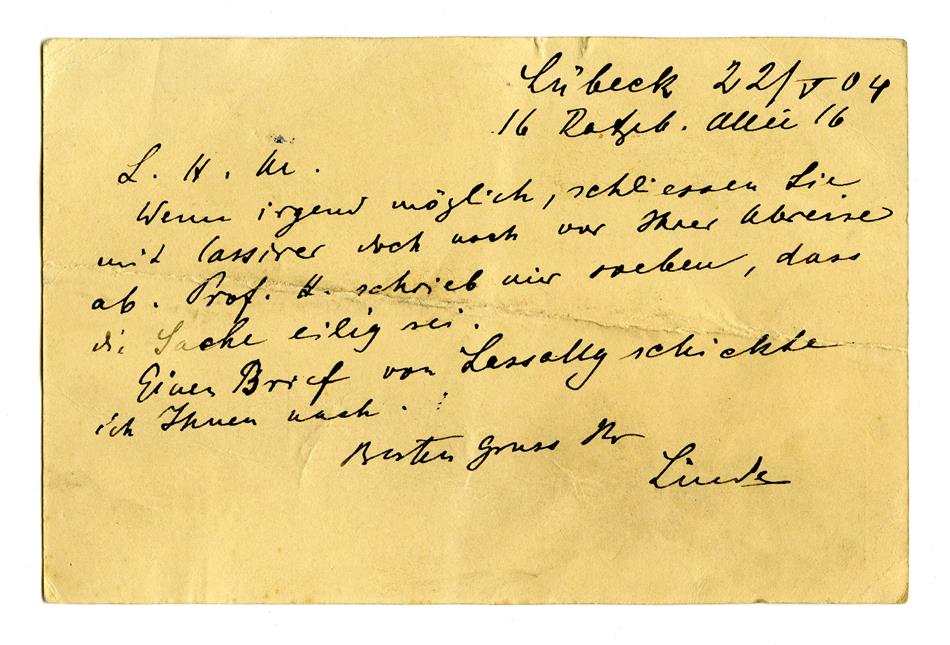 Lübeck 22/V 04
16 Ratzeb. Allee 16
L. H. M.
Wenn irgend möglich, schliessen Sie
mit Cassirer doch noch vor Ihrer Abreise
ab. Prof. H. schrieb mir soeben, dass
die Sache eilig sei.
Einen Brief von Lassally schickte
ich Ihnen nach.
Besten Gruss Ihr
Linde